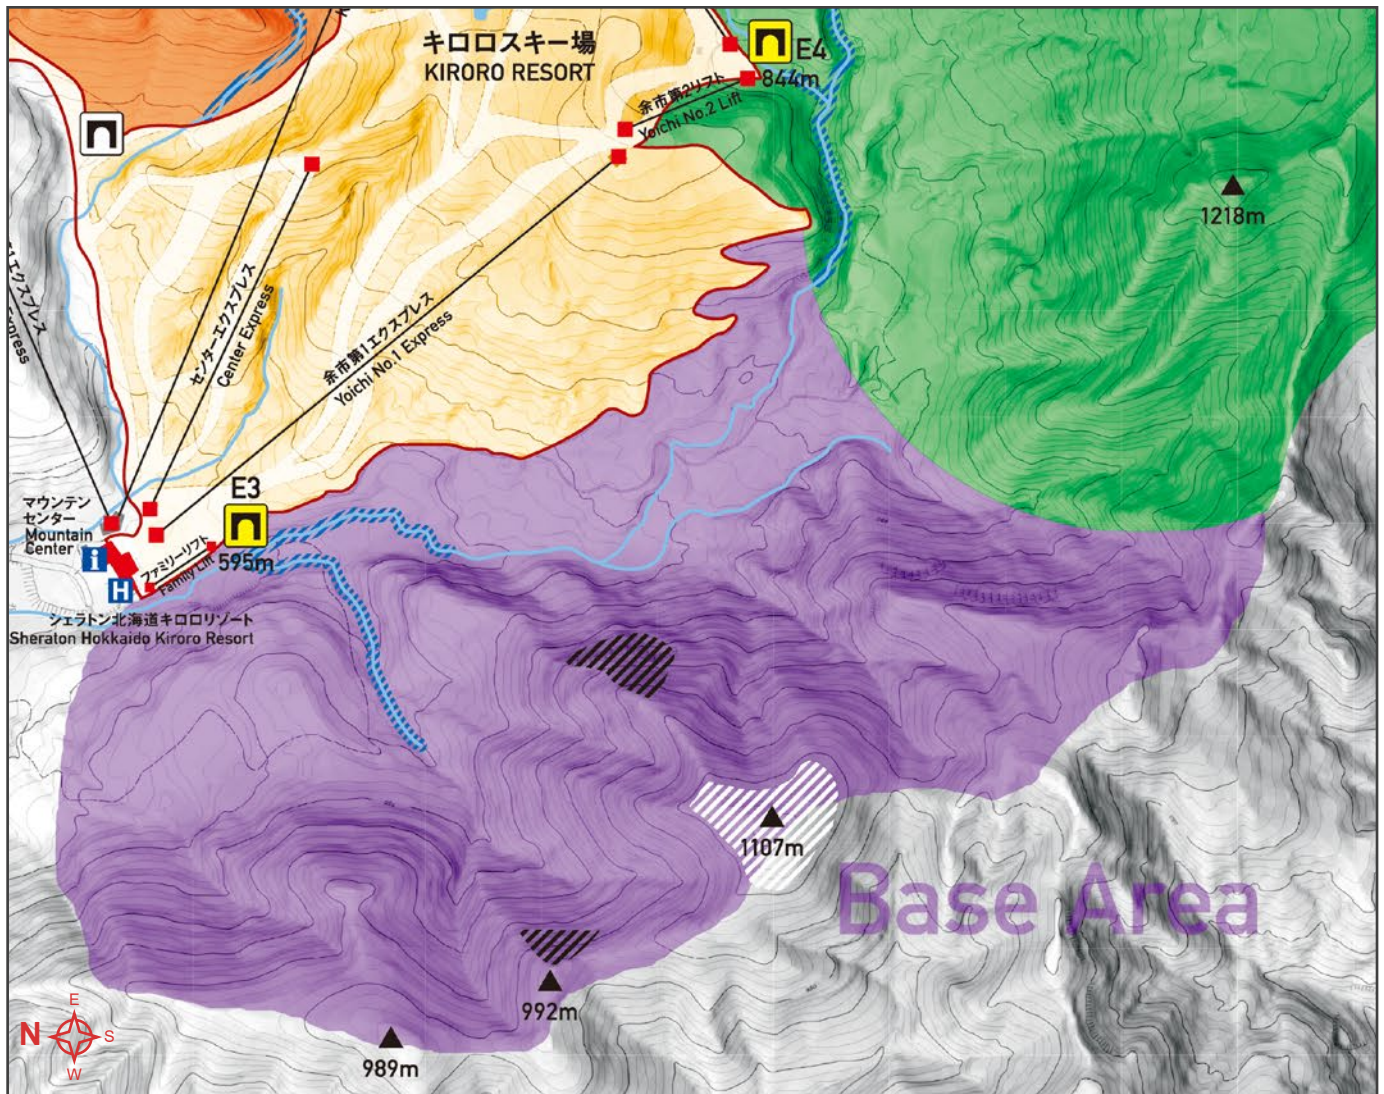 キロロスキー場
KIRORO RESORT
E4
844m
余市第2リフト
Yoichi No.2 Lift
1218m
エクスプレス
Express
センターエクスプレス
Center Express
余市第1エクスプレス
Yoichi No.1 Express
E3
595m
マウンテン
センター
Mountain
Center
i
H
ファミリーリフト
Family Lift
シェラトン北海道キロロリゾート
Sheraton Hokkaido Kiroro Resort
1107m
Base Area
992m
989m
E
N
S
W